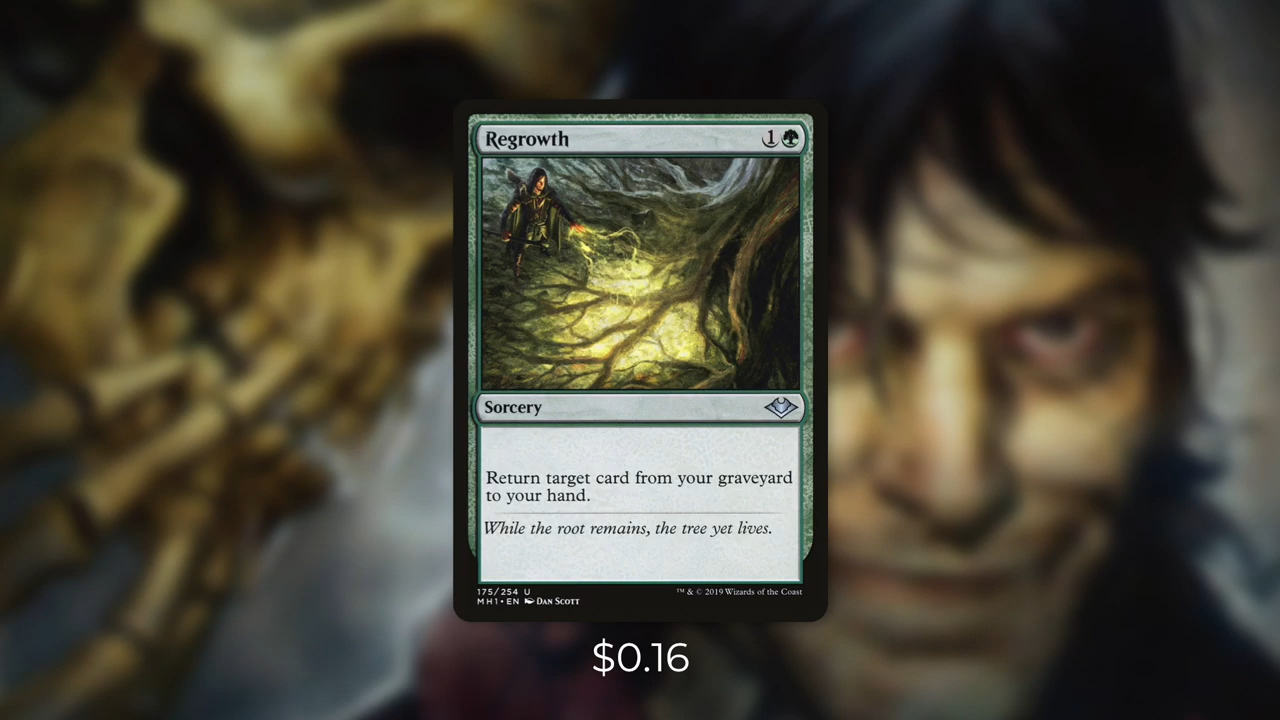 Regrowth 1
Sorcery
Return target card from your graveyard
to your hand.
While the root remains, the tree yet lives.
175/254 U
MH1 • EN DAN SCOTT
™ & © 2019 Wizards of the Coast
$0.16